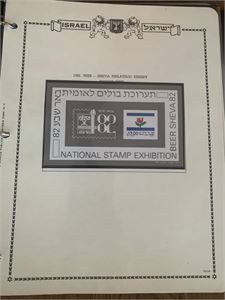 ISRAEL ישראל
1982 BEER - SHEVA PHILATELIC EXHIBIT
תערוכת בולים לאומית
באר שבע 82
82
BEER SHEVA 82
NATIONAL STAMP EXHIBITION